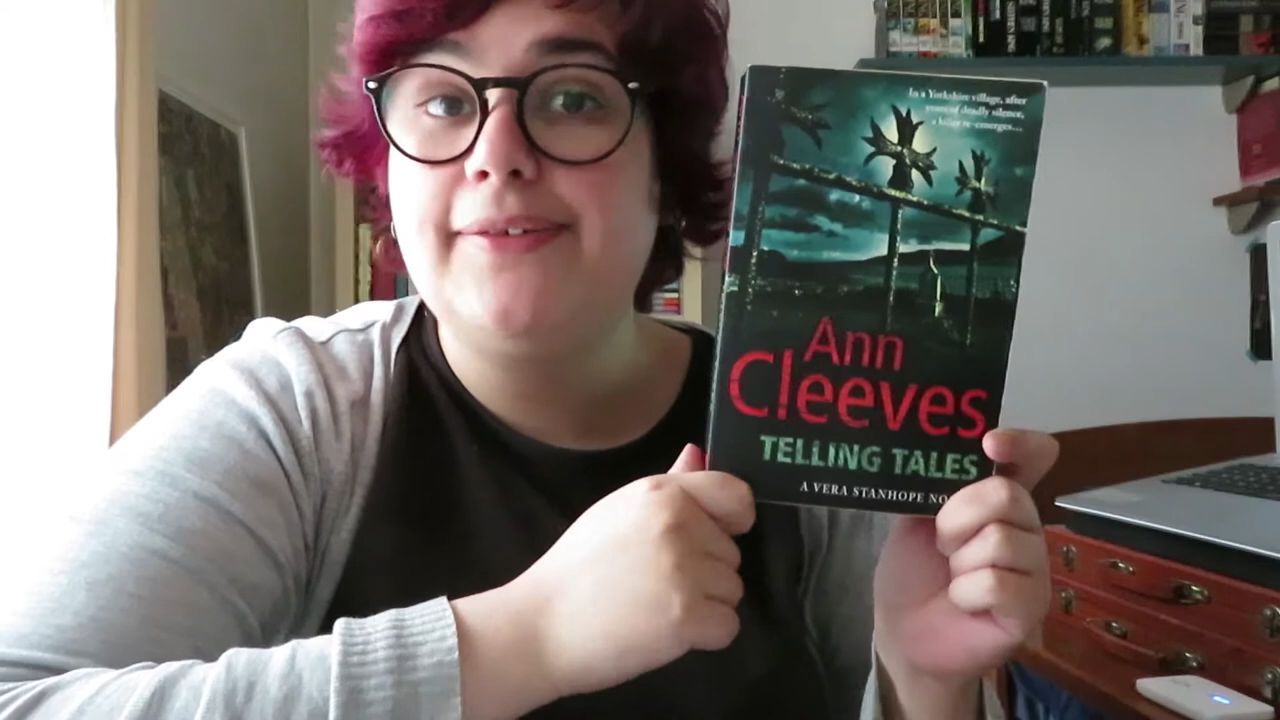 In a Yorkshire village, after
years of deadly silence,
a killer re-emerges...
Ann
Cleeves
TELLING TALES
A VERA STANHOPE NO